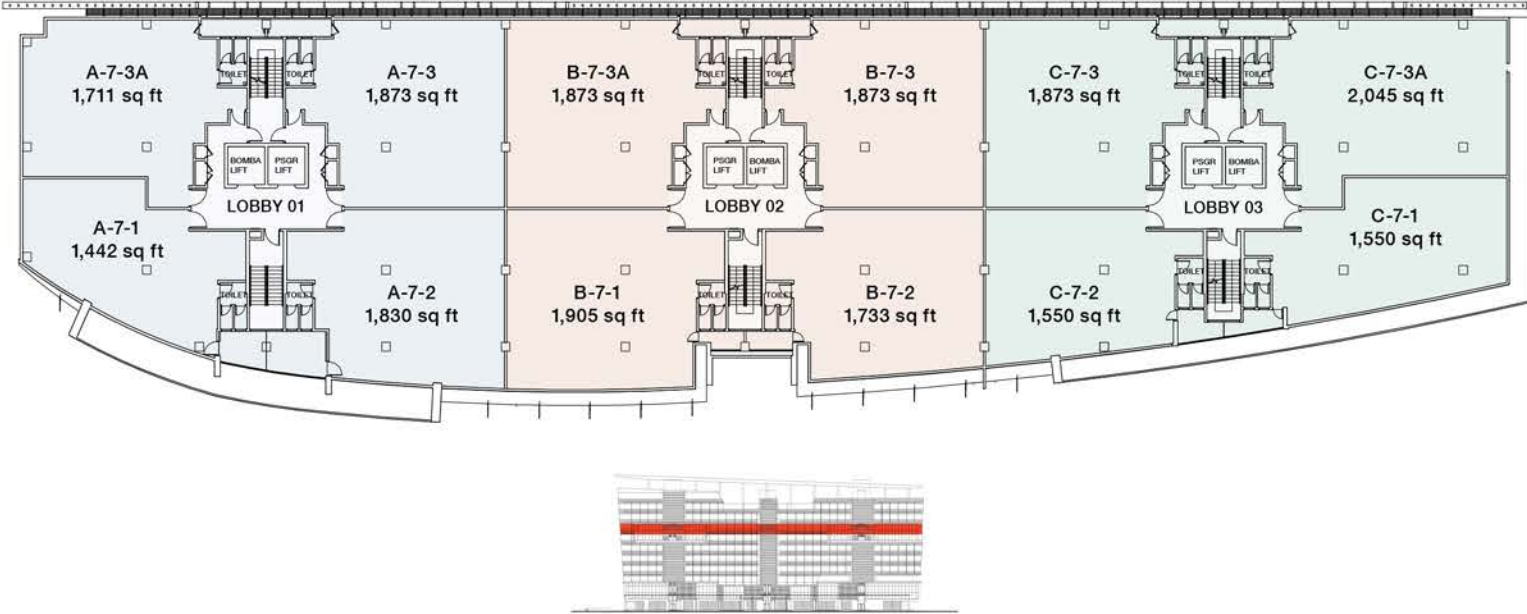 A-7-3A
1,711 sq ft
TOILET
TOILET
A-7-3
1,873 sq ft
B-7-3A
1,873 sq ft
TOILET
TOILET
B-7-3
1,873 sq ft
C-7-3
1,873 sq ft
TOILET
TOILET
C-7-3A
2,045 sq ft
BOMBA
LIFT
PSGR
LIFT
PSGR
LIFT
BOMBA
LIFT
PSGR
LIFT
BOMBA
LIFT
LOBBY 01
LOBBY 02
LOBBY 03
A-7-1
1,442 sq ft
C-7-1
1,550 sq ft
TOILET
TOILET
A-7-2
1,830 sq ft
B-7-1
1,905 sq ft
TOILET
TOILET
B-7-2
1,733 sq ft
C-7-2
1,550 sq ft
TOILET
TOILET